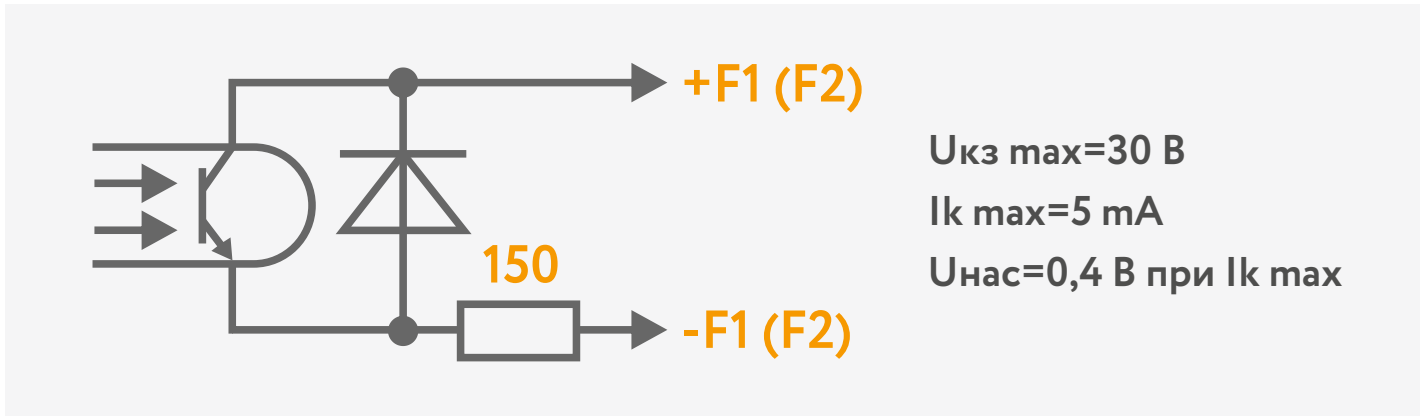 +F1 (F2)
Uкз max=30 В
Ik max=5 mA
150
Uнас=0,4 В при Ik max
-F1 (F2)